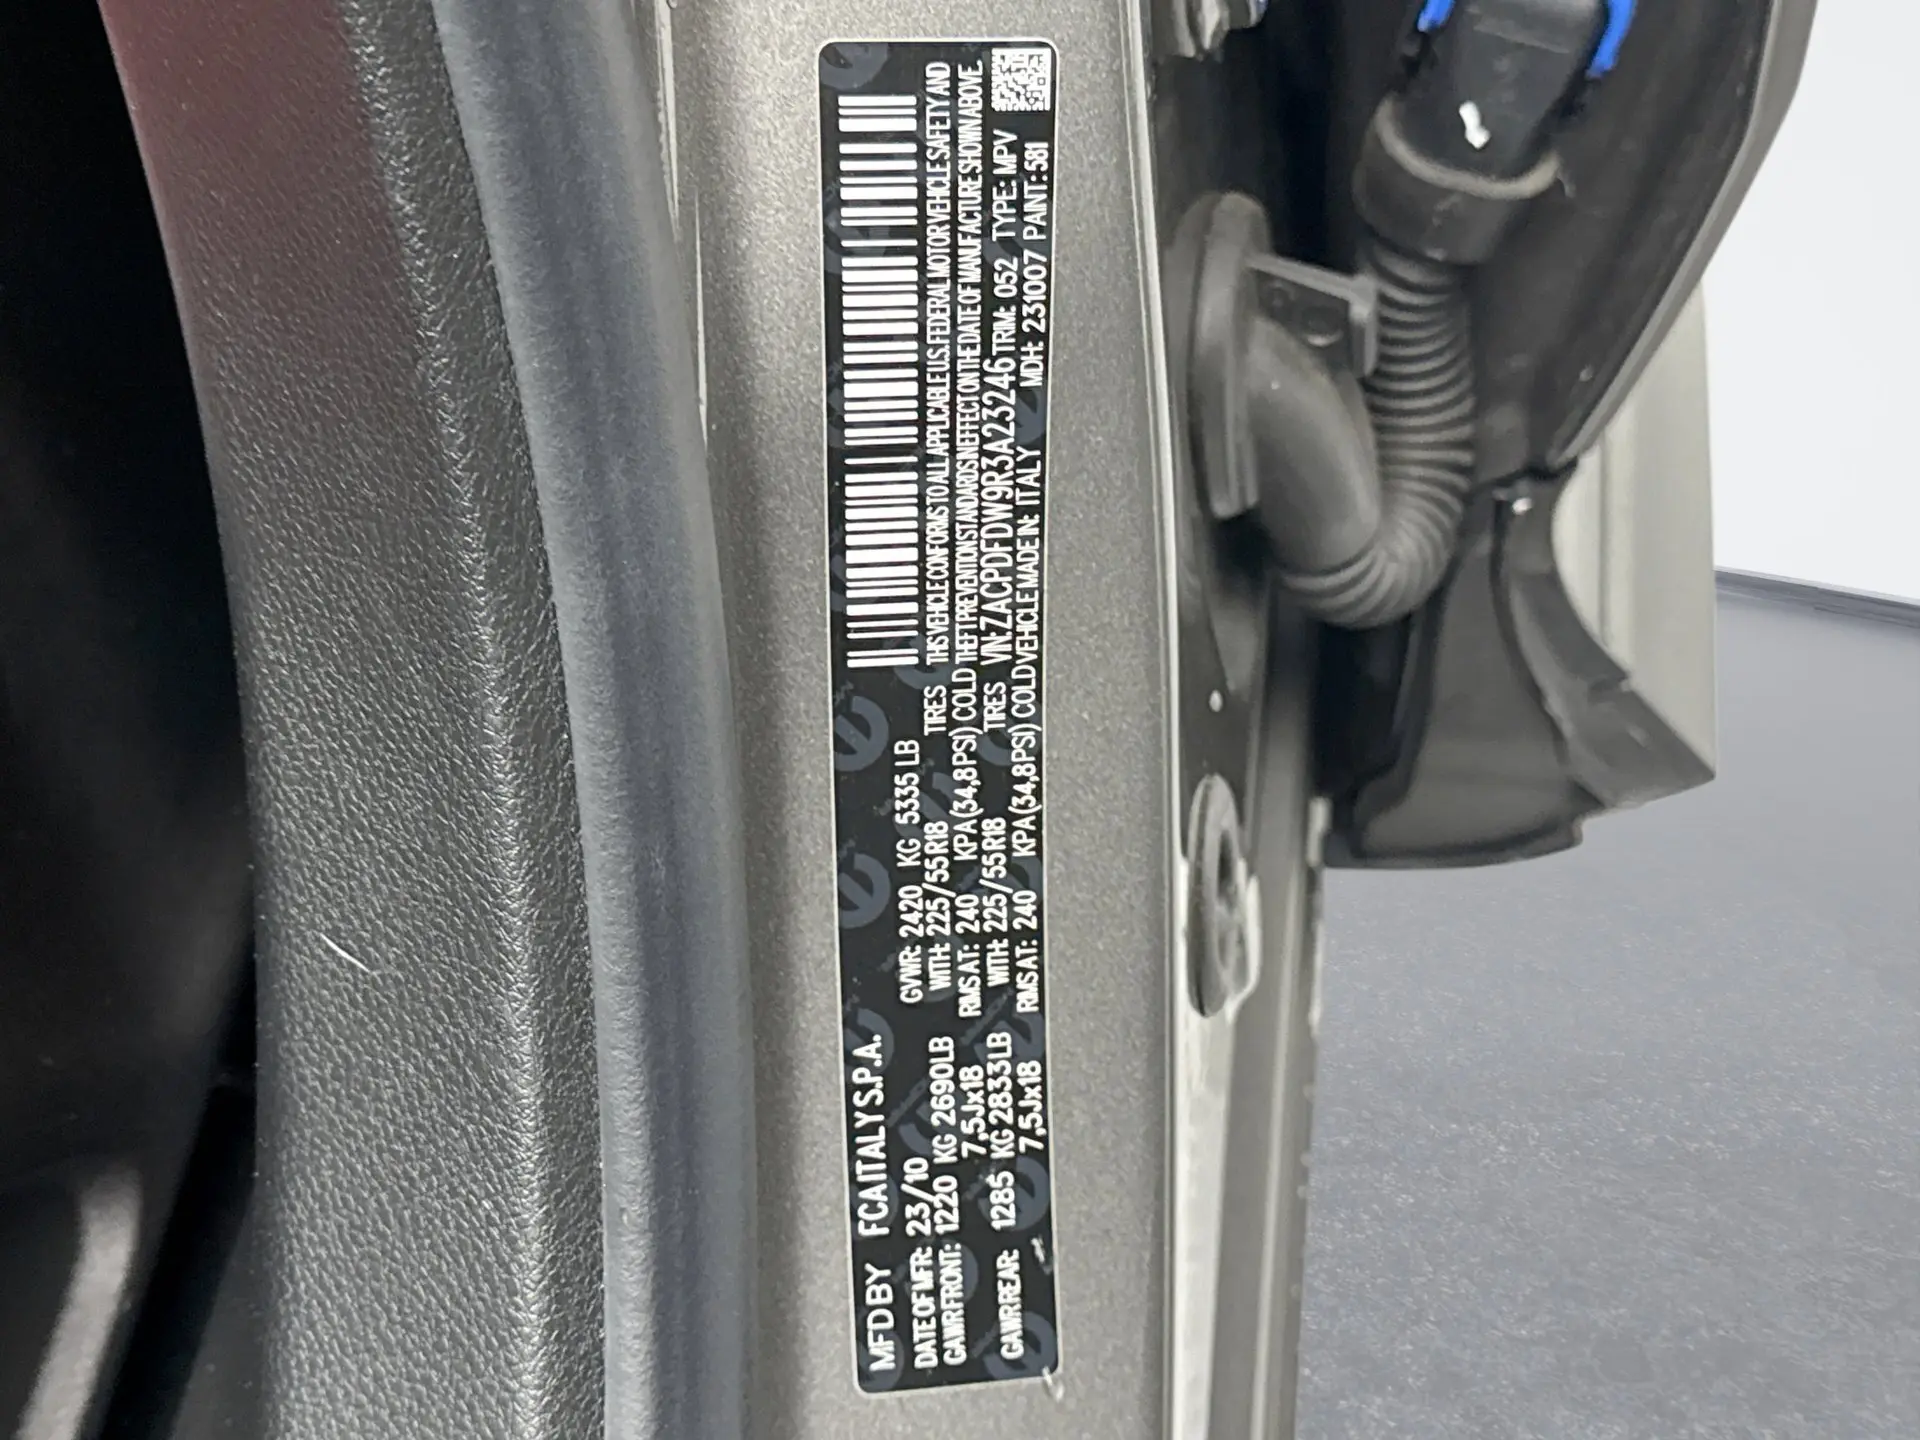 MFD BY FCA ITALY S.P.A.
DATE OF MFR: 23/10 GVWR: 2420 KG 5335 LB
GAWR FRONT: 1220 KG 2690LB WITH: 225/55R18 TIRES
7,5Jx18 RIMS AT: 240 KPA(34,8PSI) COLD
GAWR REAR: 1285 KG 2833LB WITH: 225/55R18 TIRES
7,5Jx18 RIMS AT: 240 KPA(34,8PSI) COLD
THIS VEHICLE CONFORMS TO ALL APPLICABLE U.S. FEDERAL MOTOR VEHICLE SAFETY AND
THEFT PREVENTION STANDARDS IN EFFECT ON THE DATE OF MANUFACTURE SHOWN ABOVE.
VIN: ZACPDFDW9R3A23246 TRIM: 052 TYPE: MPV
VEHICLE MADE IN: ITALY MDH: 231007 PAINT: 581